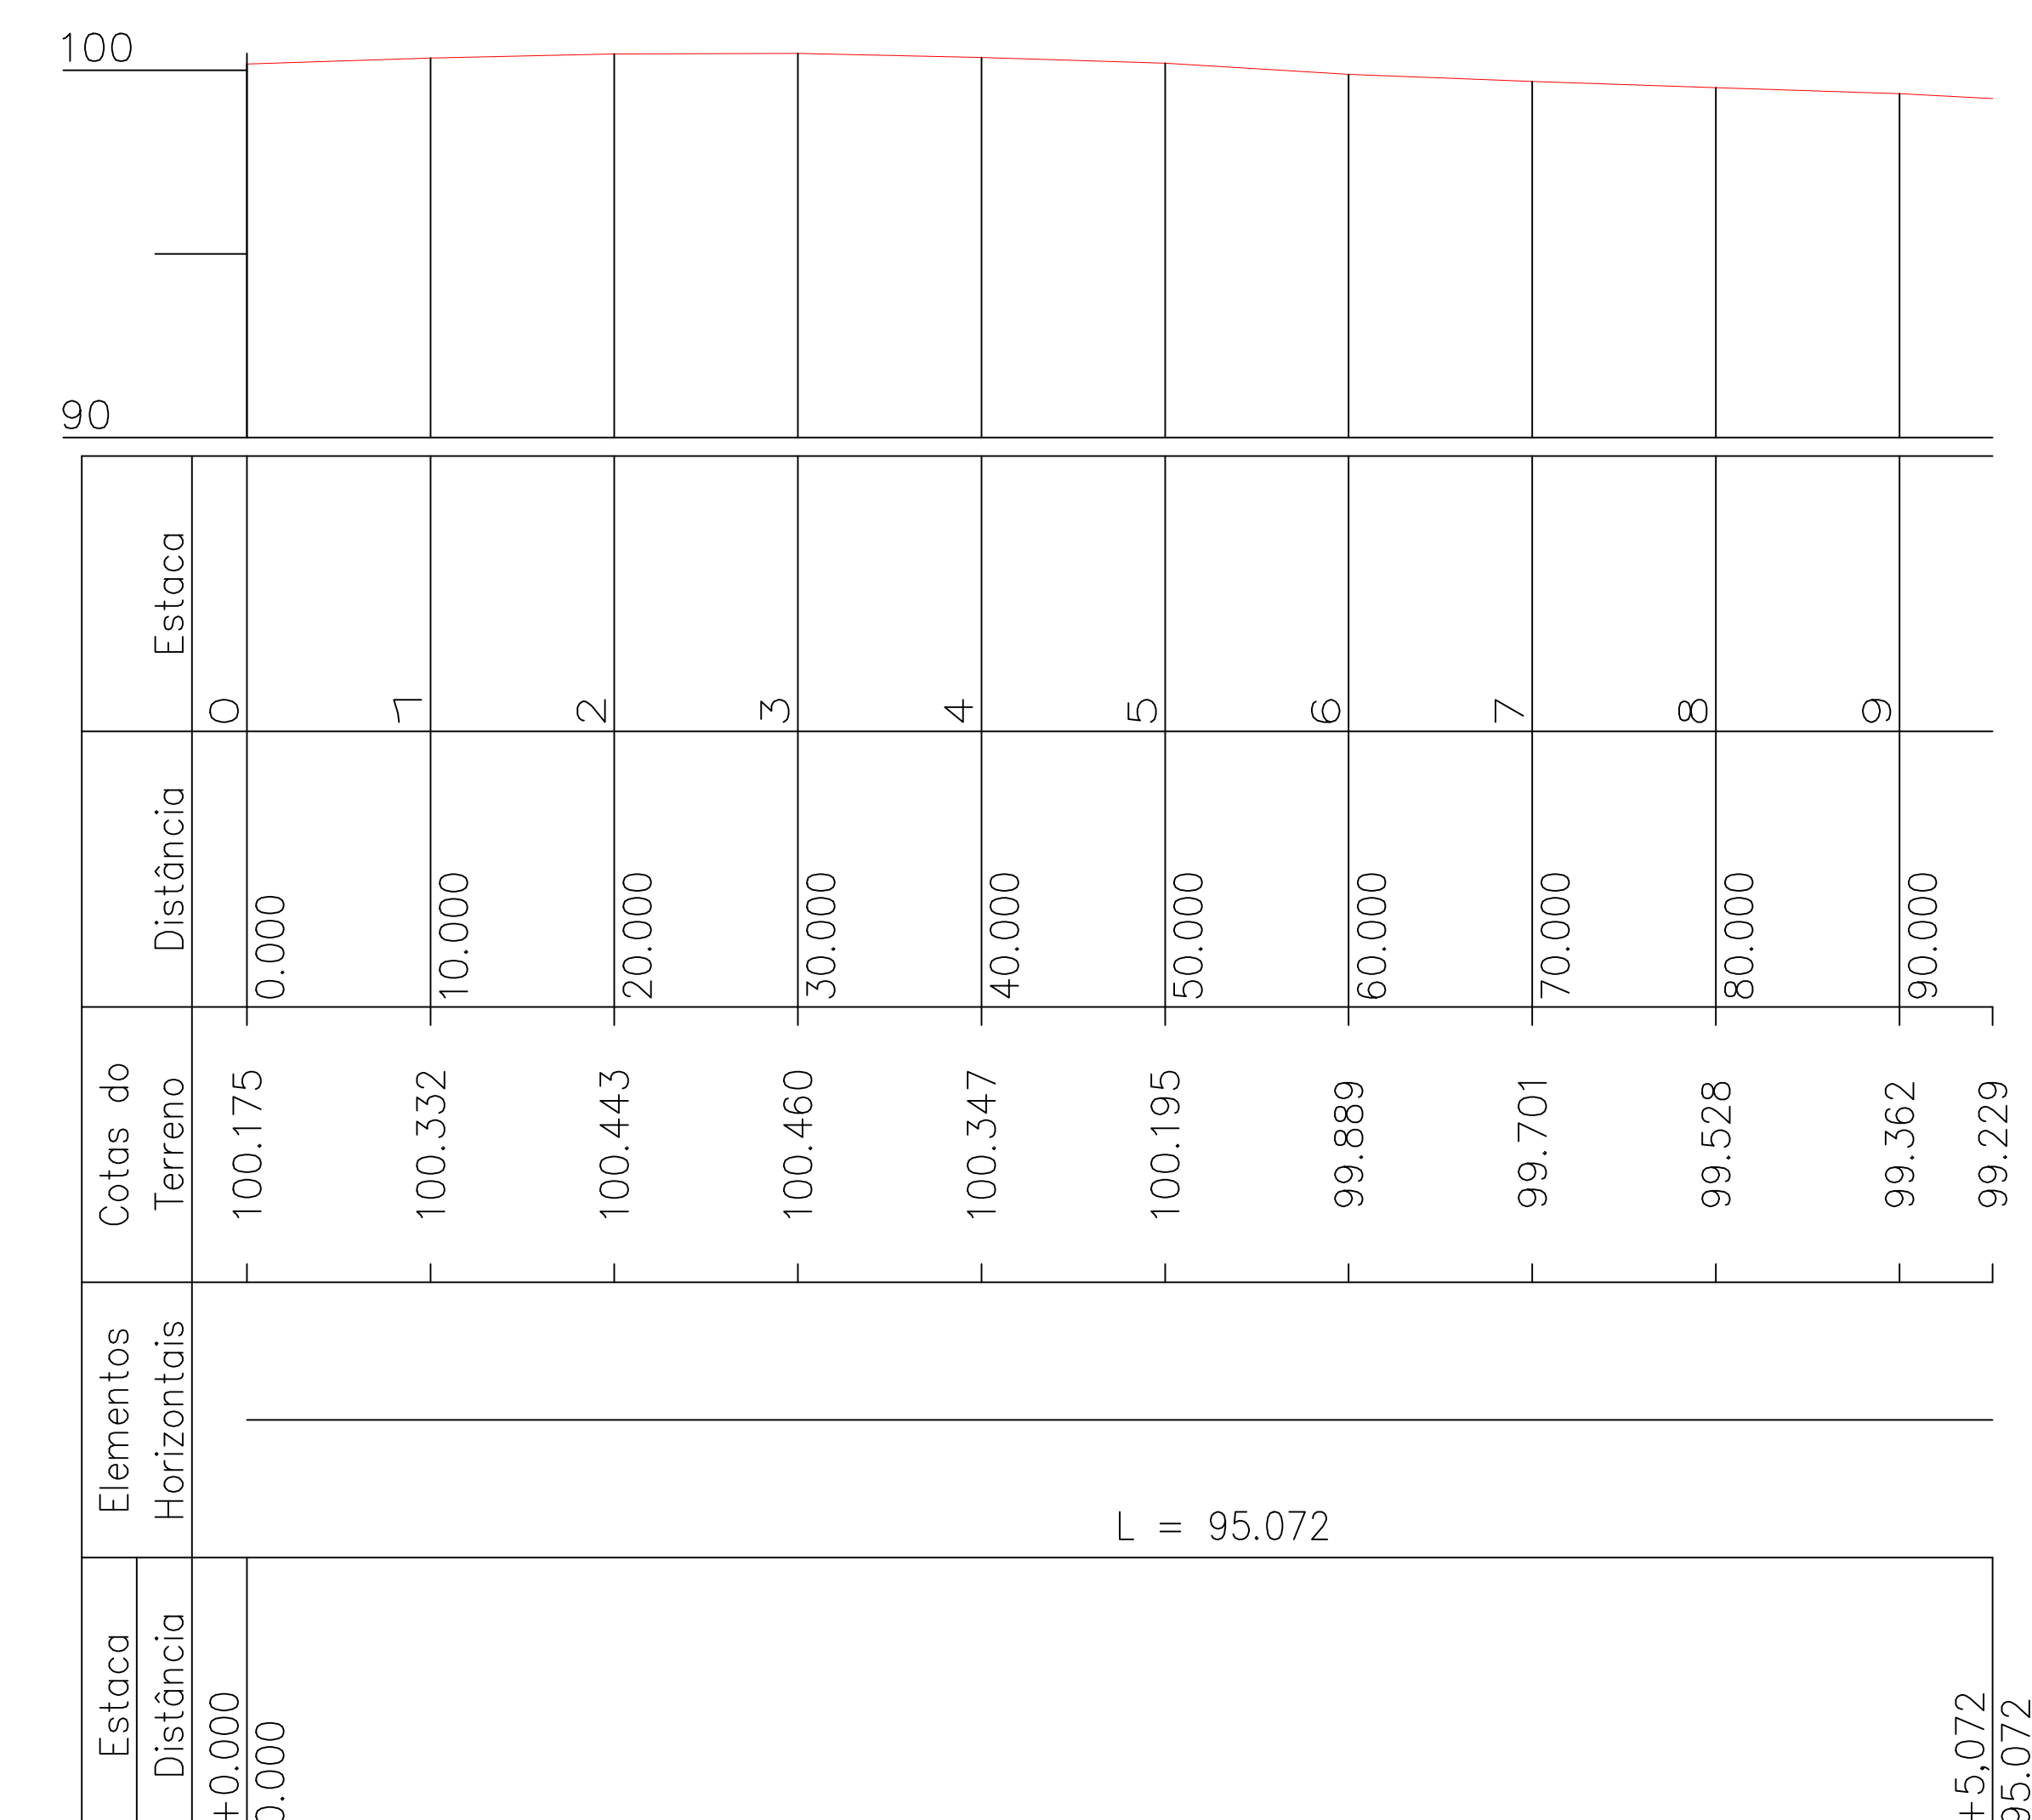 100
90
Estaca
0 1 2 3 4 5 6 7 8 9
Distância
0.000 10.000 20.000 30.000 40.000 50.000 60.000 70.000 80.000 90.000
Cotas do
Terreno
100.175 100.332 100.443 100.460 100.347 100.195 99.889 99.701 99.528 99.362 99.229
Elementos
Horizontais
L = 95.072
Estaca
Distância
+0.000
0.000
+5,072
95.072